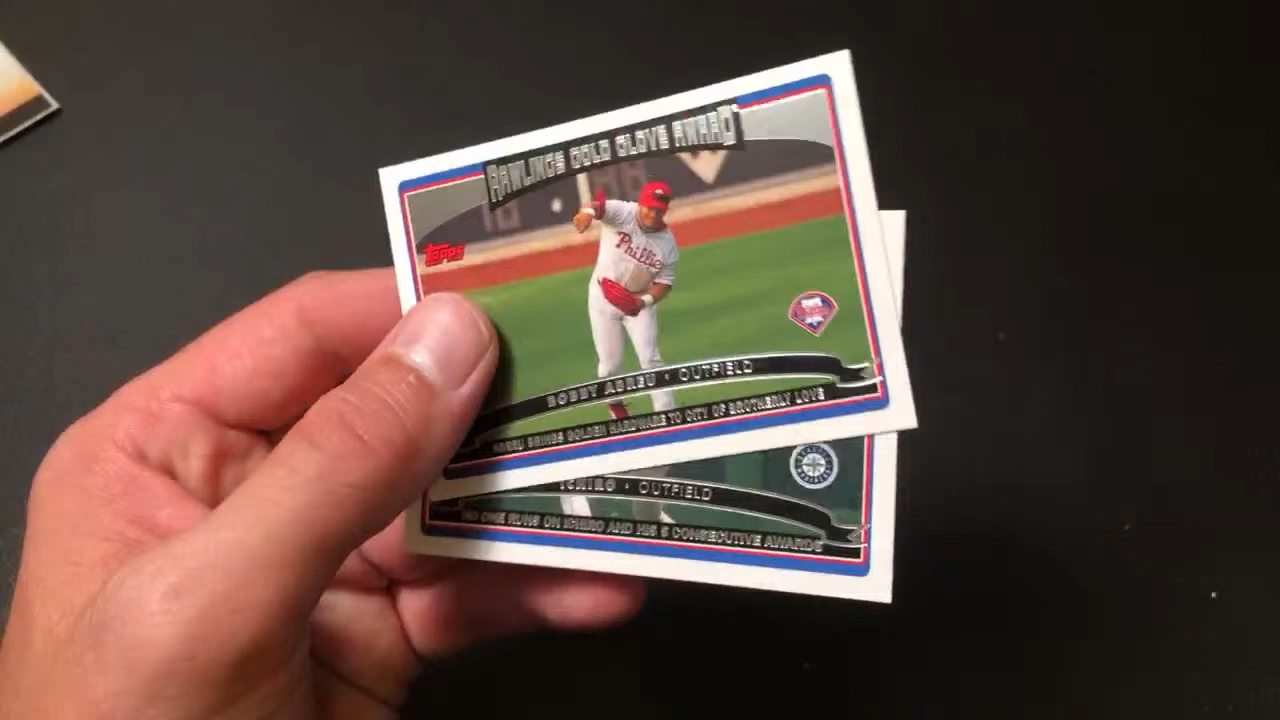 RAWLINGS GOLD GLOVE AWARD
Topps
Phillies
BOBBY ABREU • OUTFIELD
ABREU BRINGS GOLDEN HARDWARE TO CITY OF BROTHERLY LOVE
ICHIRO • OUTFIELD
NO ONE RUNS ON ICHIRO AND HIS 5 CONSECUTIVE AWARDS